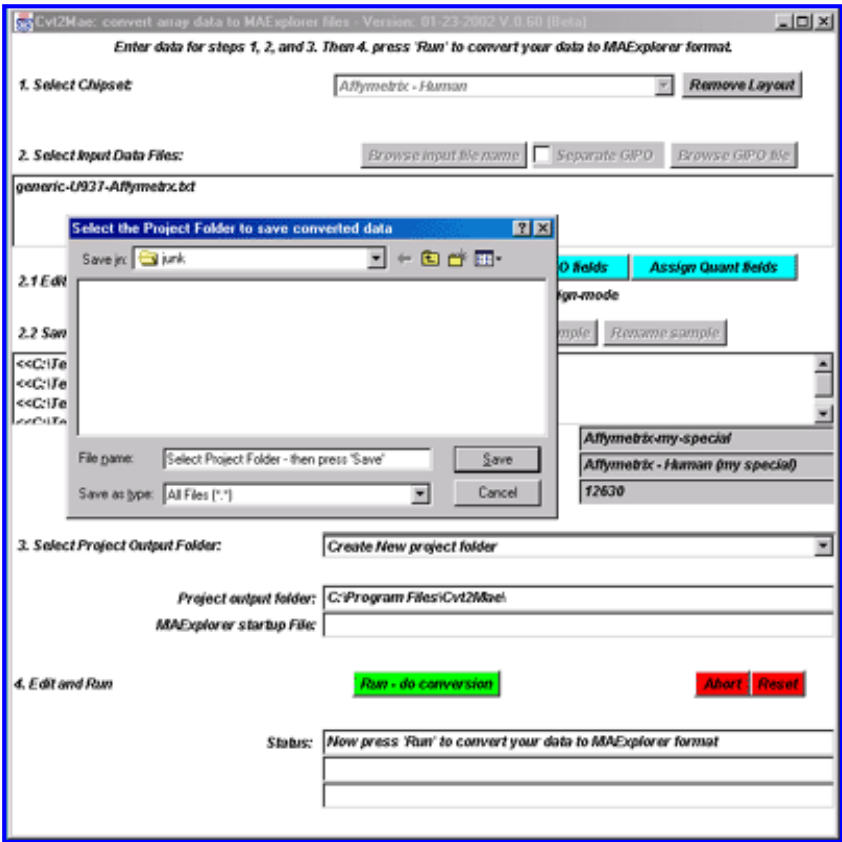 Cvt2Mae: convert array data to MAExplorer files - Version: 01-23-2002 V.0.60 (Beta)
Enter data for steps 1, 2, and 3. Then 4. press 'Run' to convert your data to MAExplorer format.
1. Select Chipset: Affymetrix - Human Remove Layout
2. Select Input Data Files: Browse input file name Separate GIPO Browse GIPO file
generic-U937-Affymetrx.txt
Select the Project Folder to save converted data
Save in: junk
O fields Assign Quant fields
2.1 Edit
ign-mode
2.2 Sam
mple Rename sample
<<C:\Te
<<C:\Te
<<C:\Te
<<C:\Te
Affymetrix-my-special
File name: Select Project Folder - then press 'Save' Save
Affymetrix - Human (my special)
Save as type: All Files (*.*) Cancel
12630
3. Select Project Output Folder: Create New project folder
Project output folder: C:\Program Files\Cvt2Mae\
MAExplorer startup File:
4. Edit and Run Run - do conversion Abort Reset
Status: Now press 'Run' to convert your data to MAExplorer format